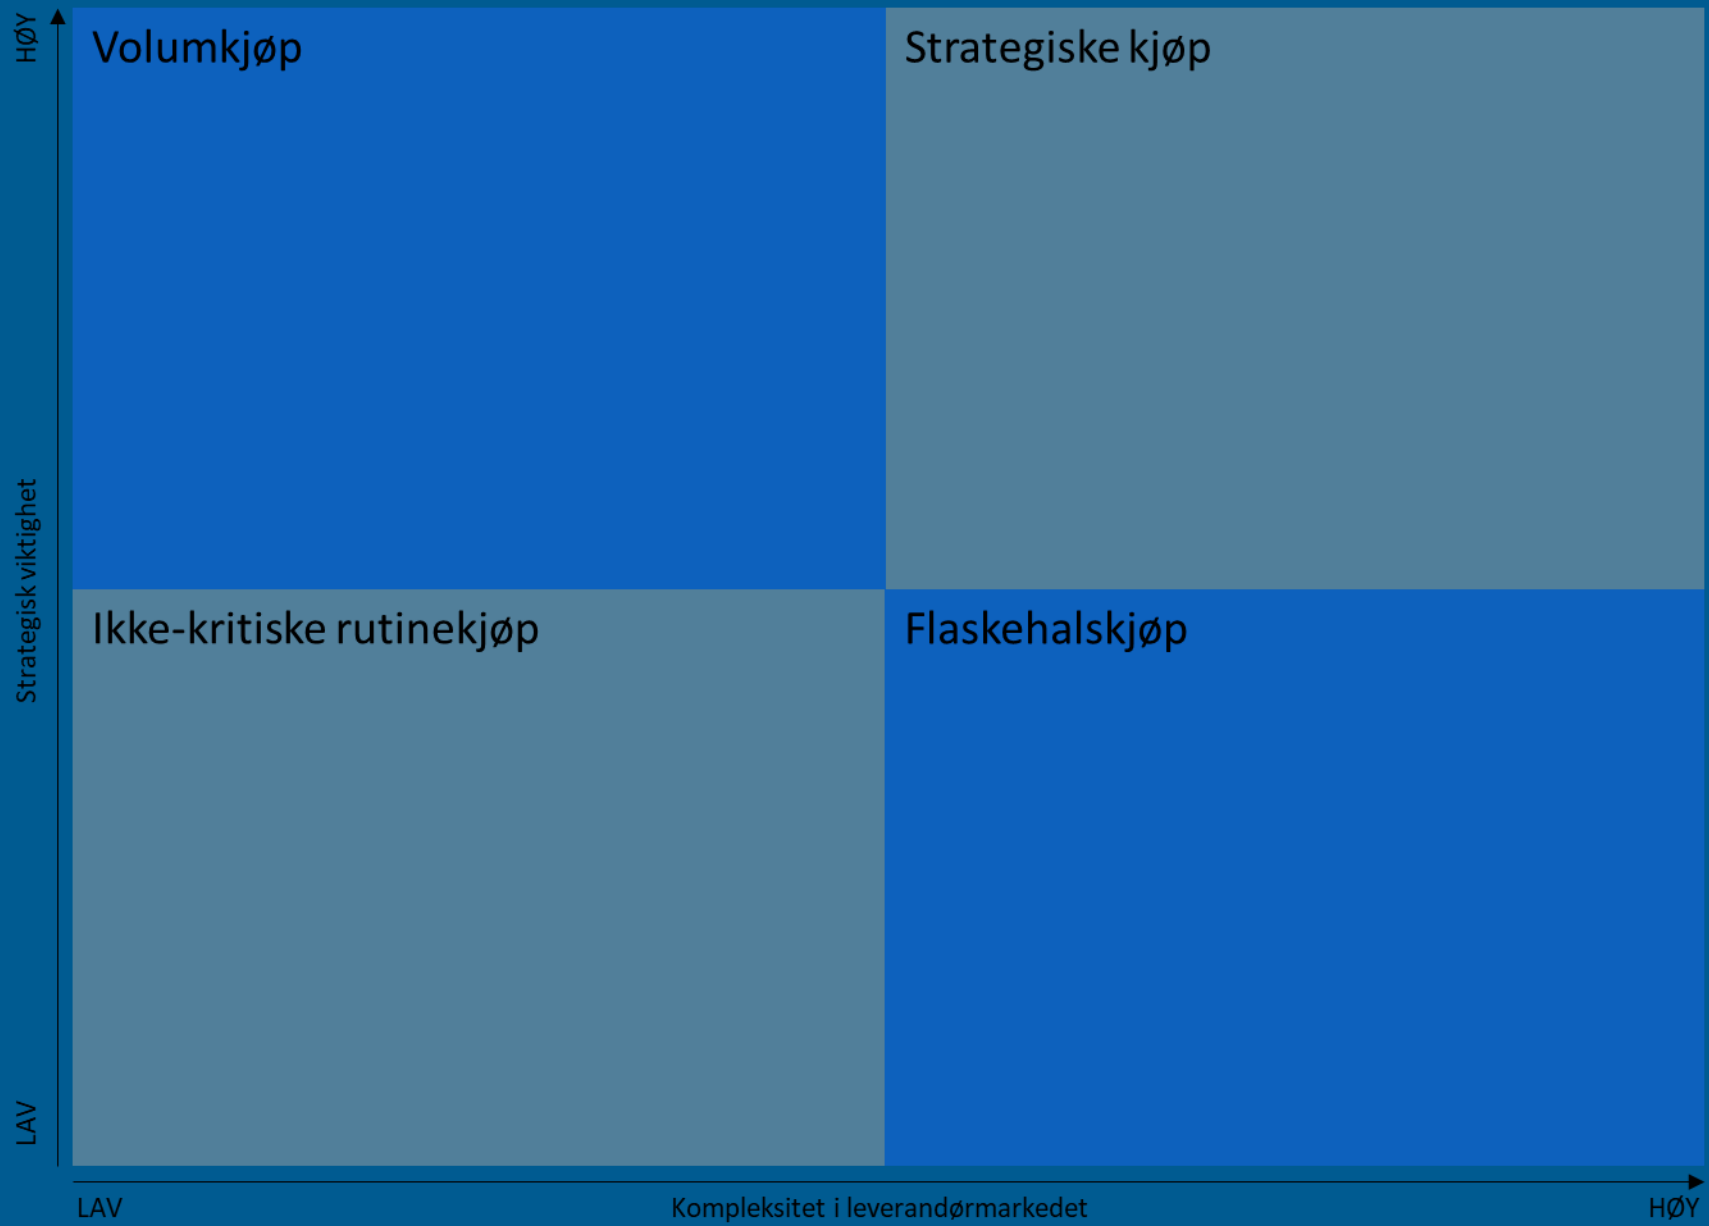 HØY
Volumkjøp
Strategiske kjøp
Strategisk viktighet
Ikke-kritiske rutinekjøp
Flaskehalskjøp
LAV
LAV
Kompleksitet i leverandørmarkedet
HØY